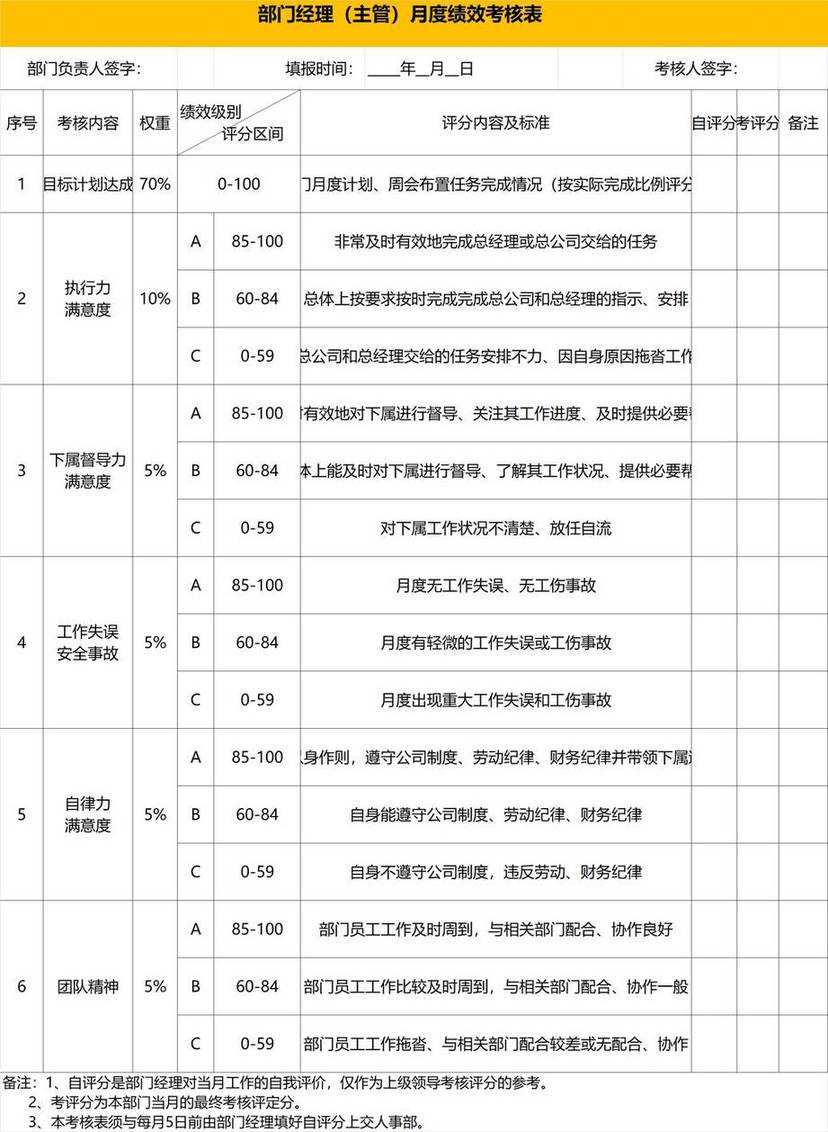 部门经理（主管）月度绩效考核表
部门负责人签字： 填报时间： ____年__月__日 考核人签字：
序号 考核内容 权重 绩效级别 评分区间 评分内容及标准 自评分 考评分 备注
1 目标计划达成 70% 0-100 门月度计划、周会布置任务完成情况（按实际完成比例评分
2 执行力 满意度 10%
A 85-100 非常及时有效地完成总经理或总公司交给的任务
B 60-84 总体上按要求按时完成完成总公司和总经理的指示、安排
C 0-59 总公司和总经理交给的任务安排不力、因自身原因拖沓工作
3 下属督导力 满意度 5%
A 85-100 有效地对下属进行督导、关注其工作进度、及时提供必要
B 60-84 体上能及时对下属进行督导、了解其工作状况、提供必要帮
C 0-59 对下属工作状况不清楚、放任自流
4 工作失误 安全事故 5%
A 85-100 月度无工作失误、无工伤事故
B 60-84 月度有轻微的工作失误或工伤事故
C 0-59 月度出现重大工作失误和工伤事故
5 自律力 满意度 5%
A 85-100 身作则，遵守公司制度、劳动纪律、财务纪律并带领下属
B 60-84 自身能遵守公司制度、劳动纪律、财务纪律
C 0-59 自身不遵守公司制度，违反劳动、财务纪律
6 团队精神 5%
A 85-100 部门员工工作及时周到，与相关部门配合、协作良好
B 60-84 部门员工工作比较及时周到，与相关部门配合、协作一般
C 0-59 部门员工工作拖沓、与相关部门配合较差或无配合、协作
备注：1、自评分是部门经理对当月工作的自我评价，仅作为上级领导考核评分的参考。
2、考评分为本部门当月的最终考核评定分。
3、本考核表须与每月5日前由部门经理填好自评分上交人事部。